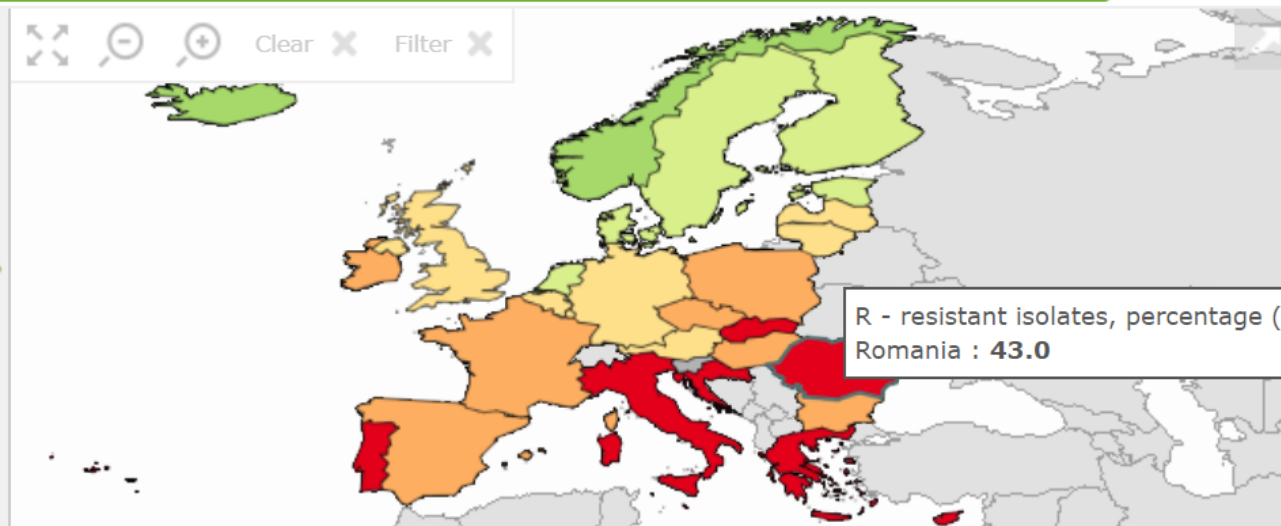 Clear Filter
R - resistant isolates, percentage (
Romania : 43.0